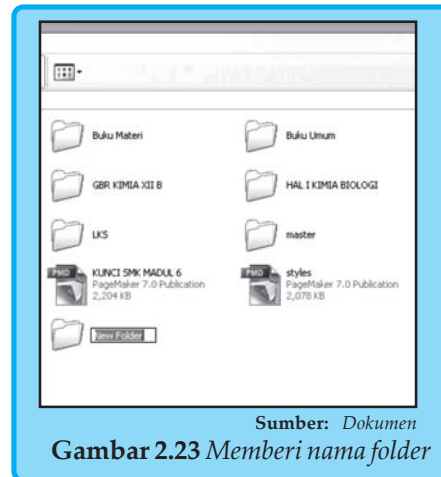 Buku Materi
Buku Umum
GBR KIMIA XII B
HAL I KIMIA BIOLOGI
LKS
master
PMD
KUNCI SMK MADUL 6
PageMaker 7.0 Publication
2,204 KB
PMD
styles
PageMaker 7.0 Publication
2,078 KB
New Folder
Sumber: Dokumen
Gambar 2.23 Memberi nama folder